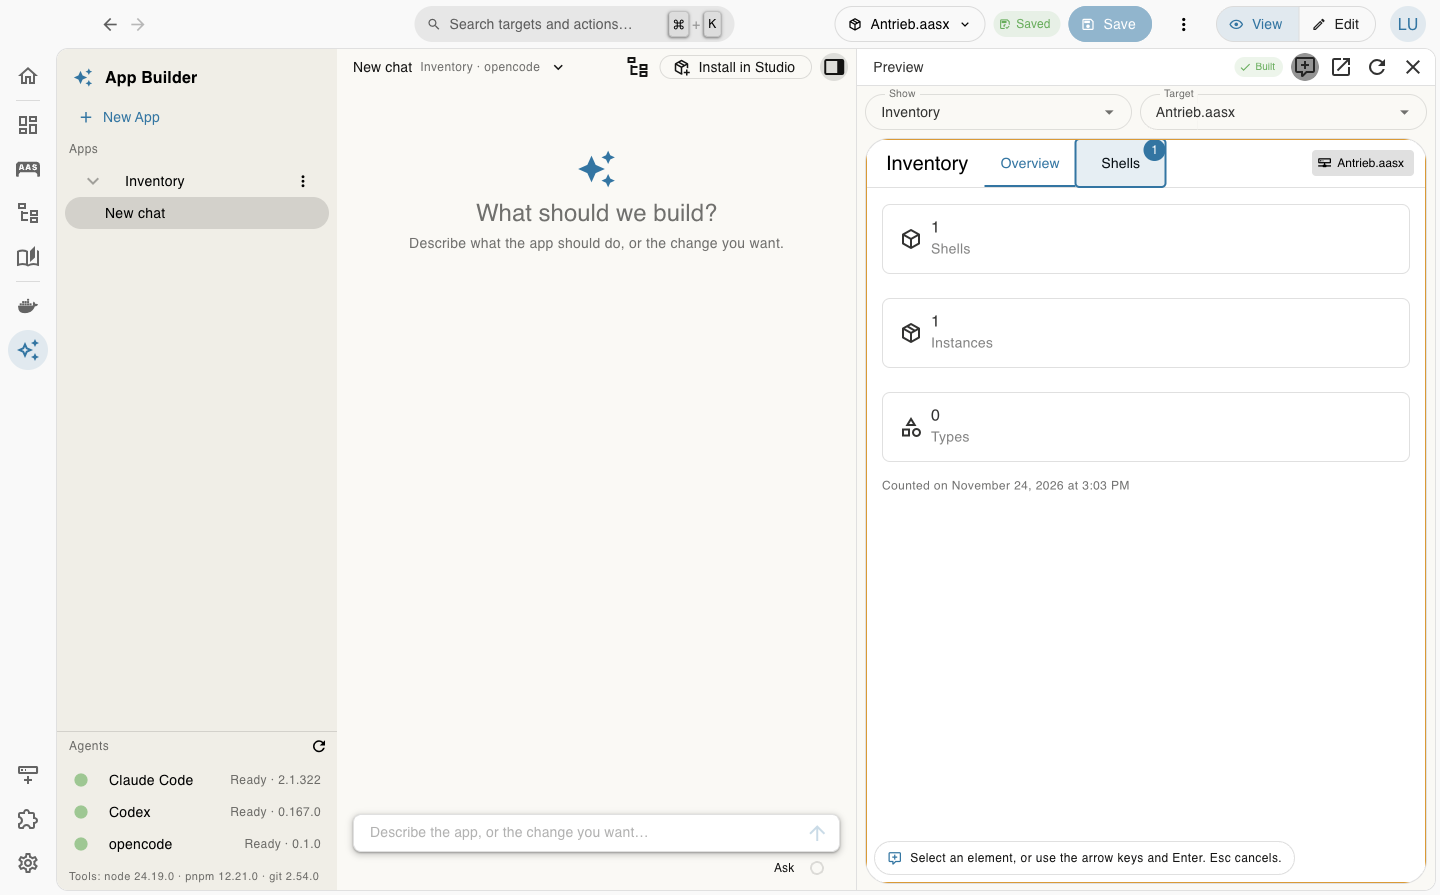 Search targets and actions…
⌘ + K
Antrieb.aasx
Saved
Save
View
Edit
LU
AAS
App Builder
New App
Apps
Inventory
New chat
Agents
Claude Code Ready · 2.1.322
Codex Ready · 0.167.0
opencode Ready · 0.1.0
Tools: node 24.19.0 · pnpm 12.21.0 · git 2.54.0
New chat Inventory · opencode
Install in Studio
What should we build?
Describe what the app should do, or the change you want.
Describe the app, or the change you want…
Ask
Preview
Built
Show
Inventory
Target
Antrieb.aasx
Inventory
Overview
Shells
1
Antrieb.aasx
1
Shells
1
Instances
0
Types
Counted on November 24, 2026 at 3:03 PM
Select an element, or use the arrow keys and Enter. Esc cancels.